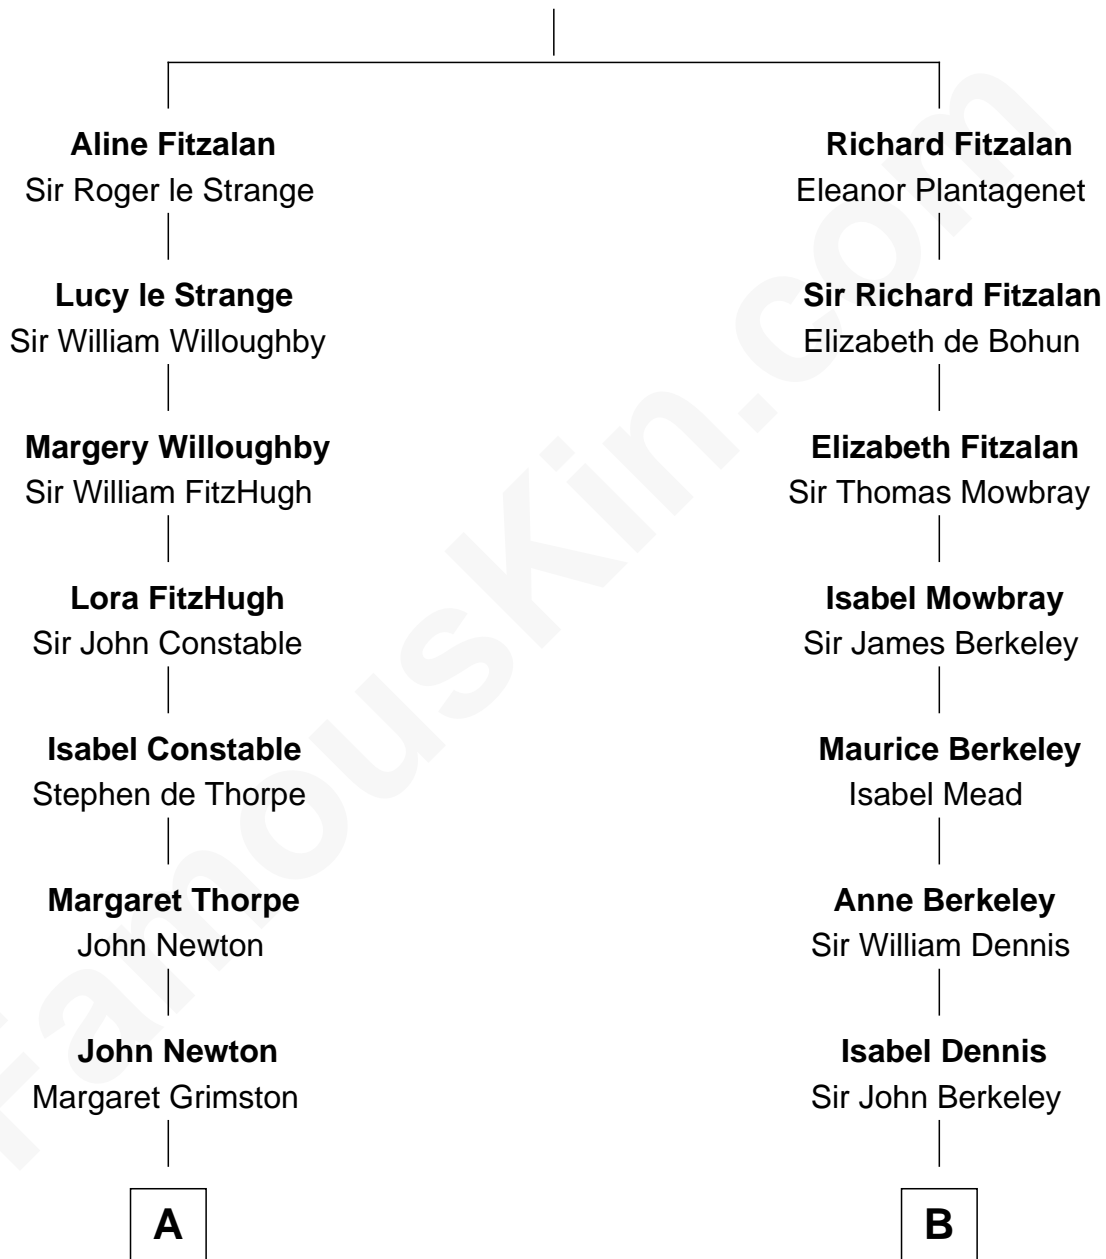 Aline Fitzalan
Sir Roger le Strange
Lucy le Strange
Sir William Willoughby
Margery Willoughby
Sir William FitzHugh
Lora FitzHugh
Sir John Constable
Isabel Constable
Stephen de Thorpe
Margaret Thorpe
John Newton
John Newton
Margaret Grimston
A
Richard Fitzalan
Eleanor Plantagenet
Sir Richard Fitzalan
Elizabeth de Bohun
Elizabeth Fitzalan
Sir Thomas Mowbray
Isabel Mowbray
Sir James Berkeley
Maurice Berkeley
Isabel Mead
Anne Berkeley
Sir William Dennis
Isabel Dennis
Sir John Berkeley
B
FamousKin.com